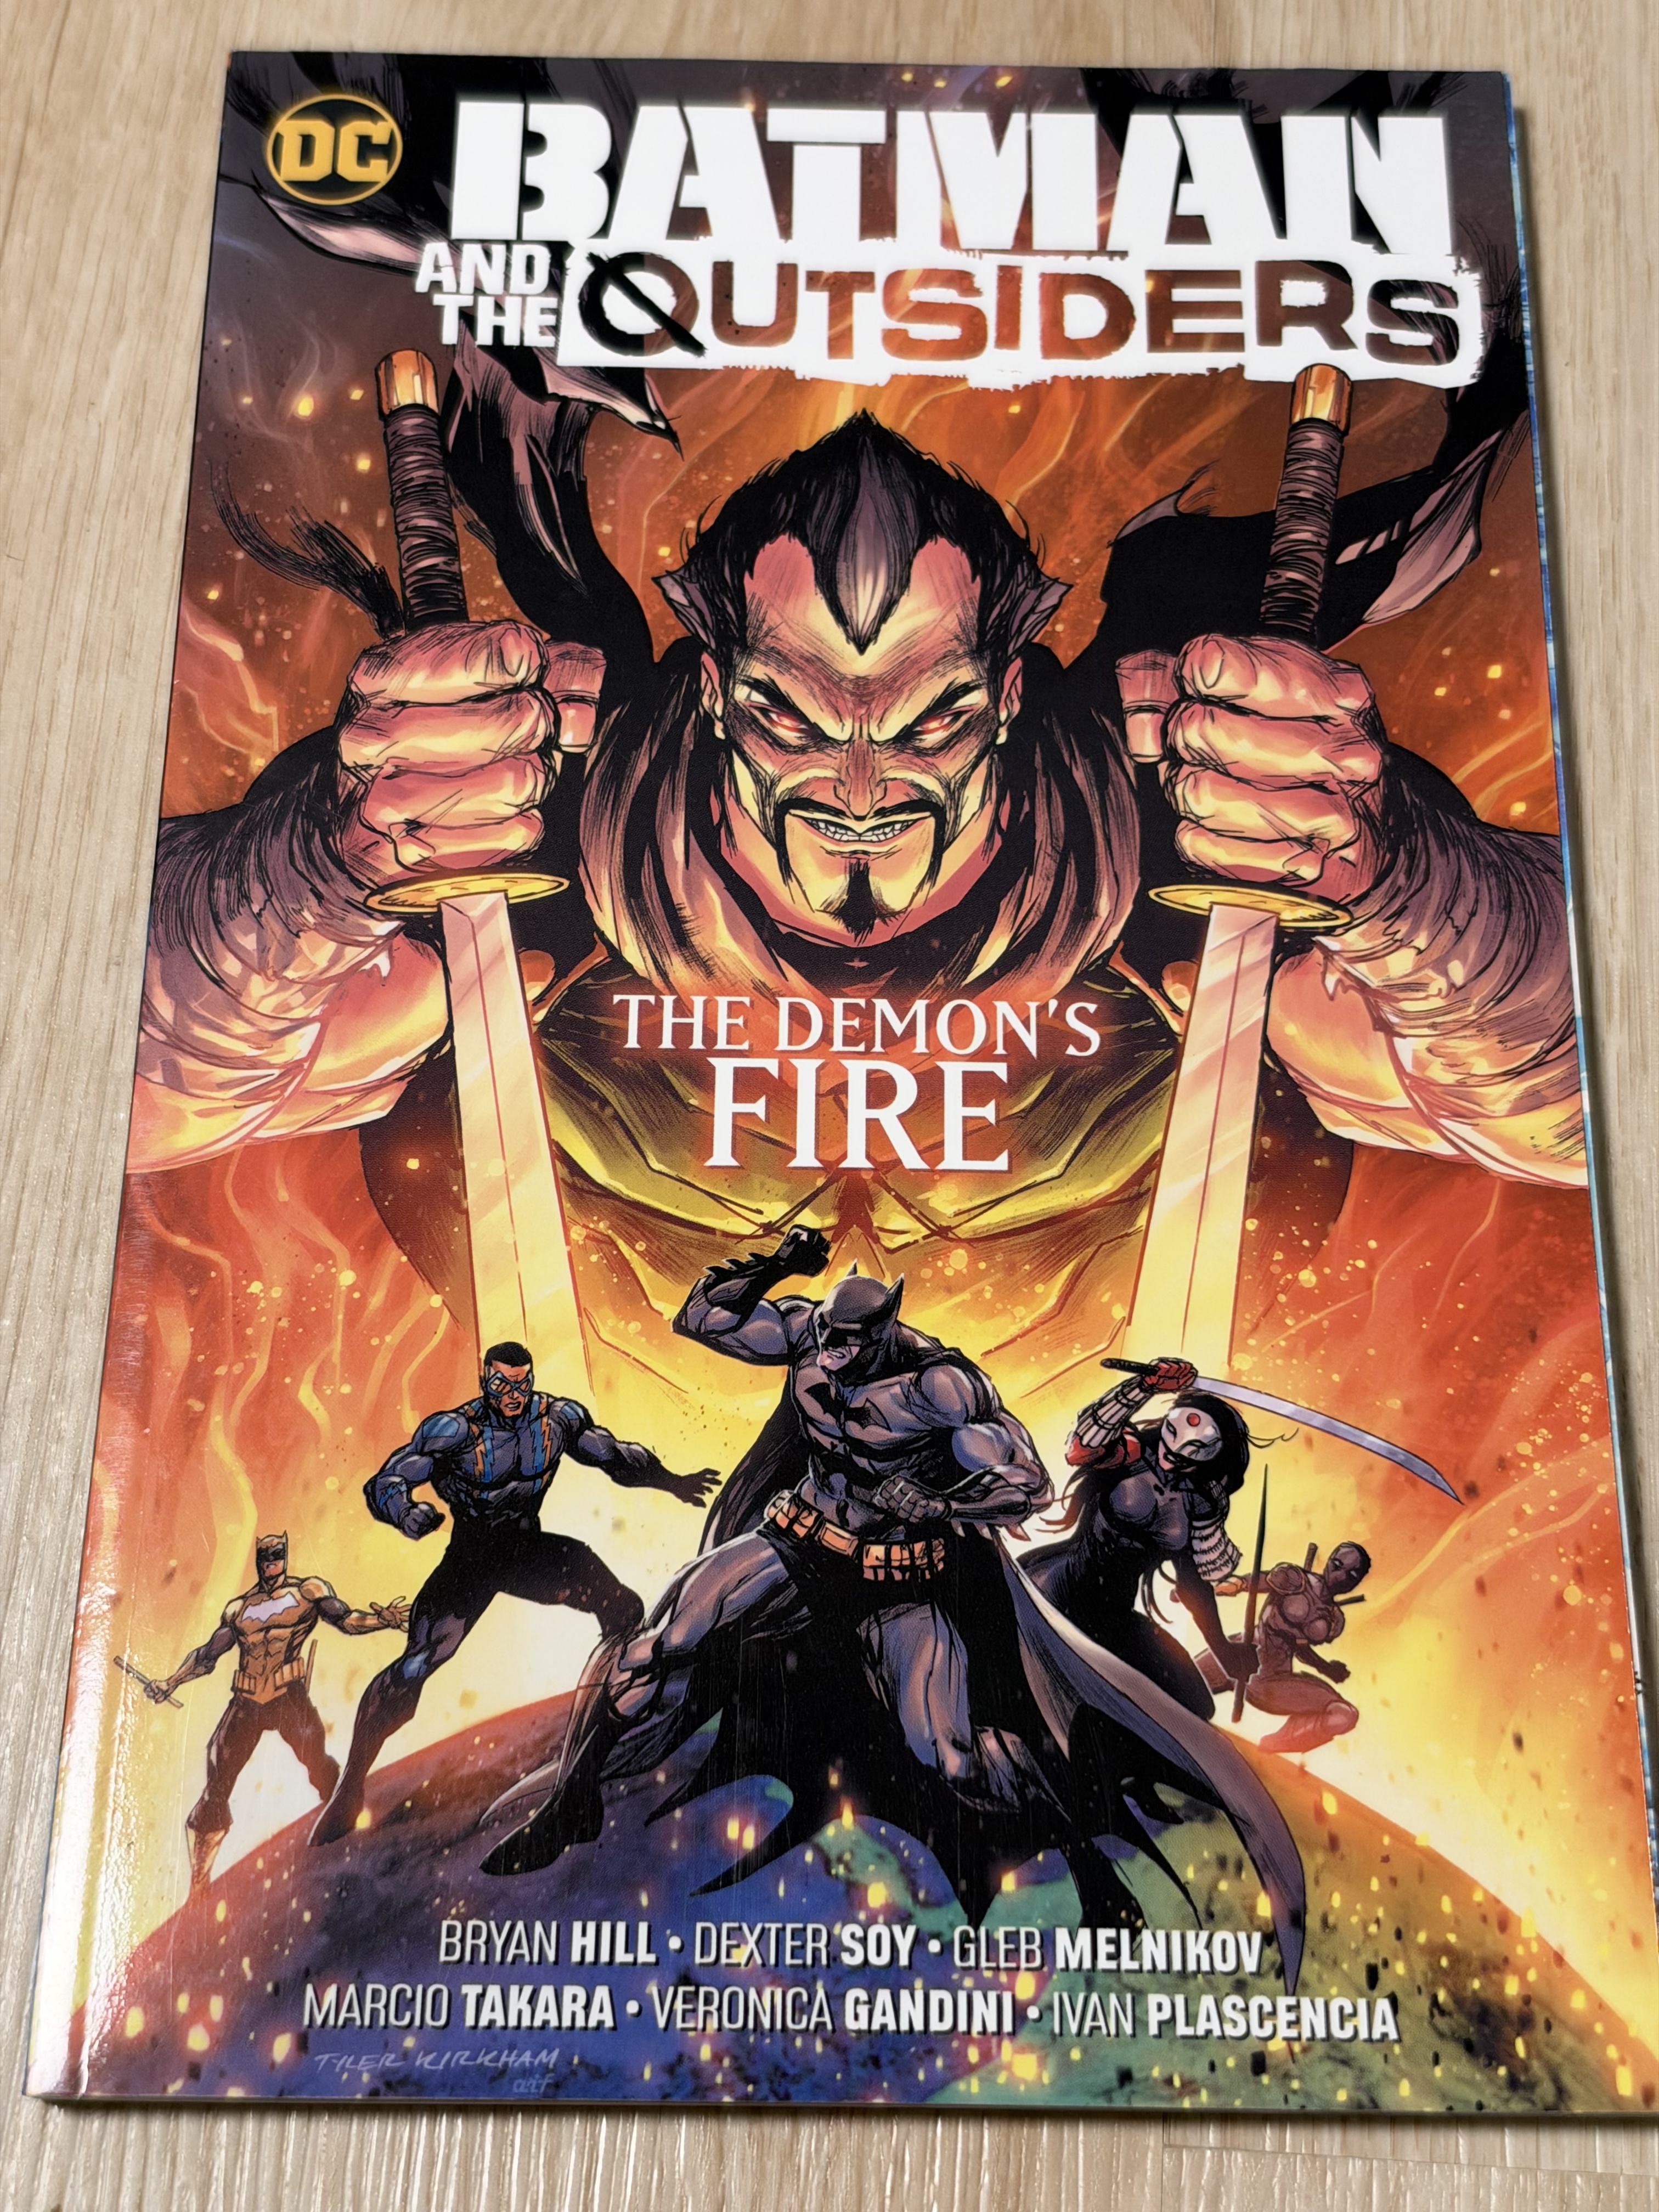 DC
BATMAN
AND THE OUTSIDERS
THE DEMON'S
FIRE
BRYAN HILL • DEXTER SOY • GLEB MELNIKOV
MARCIO TAKARA • VERONICA GANDINI • IVAN PLASCENCIA
TYLER KIRKHAM